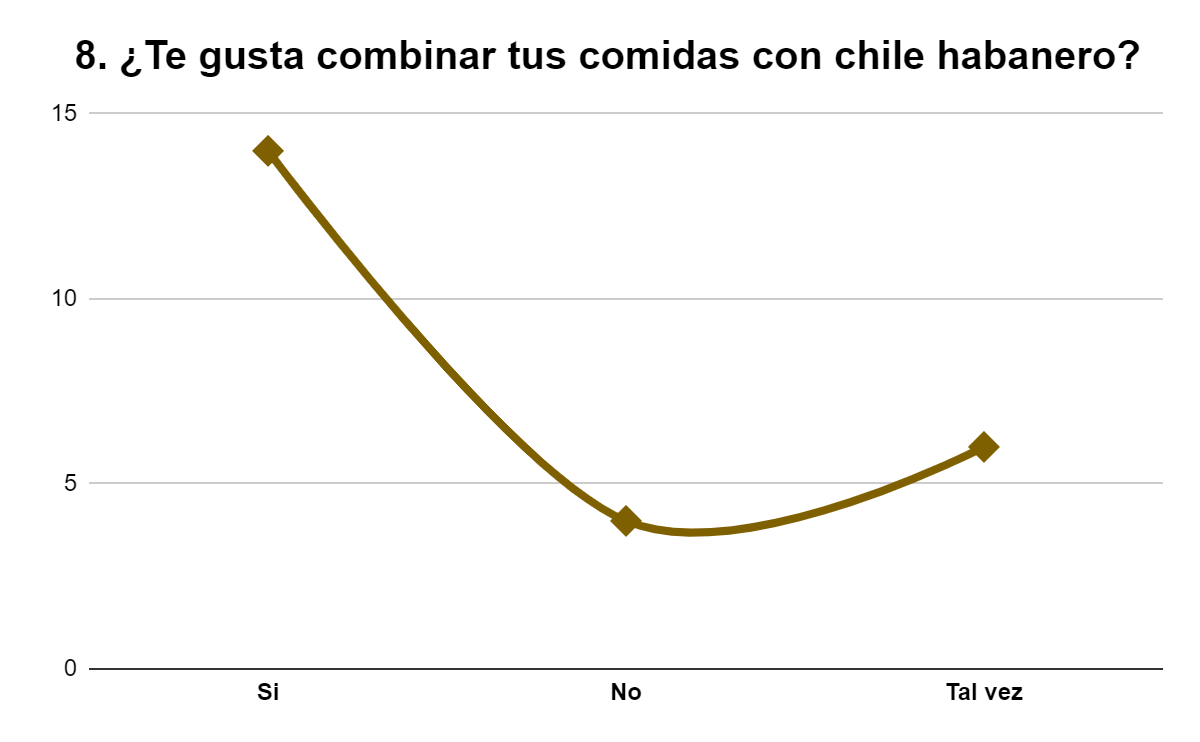 8. ¿Te gusta combinar tus comidas con chile habanero?
15
10
5
0
Si No Tal vez